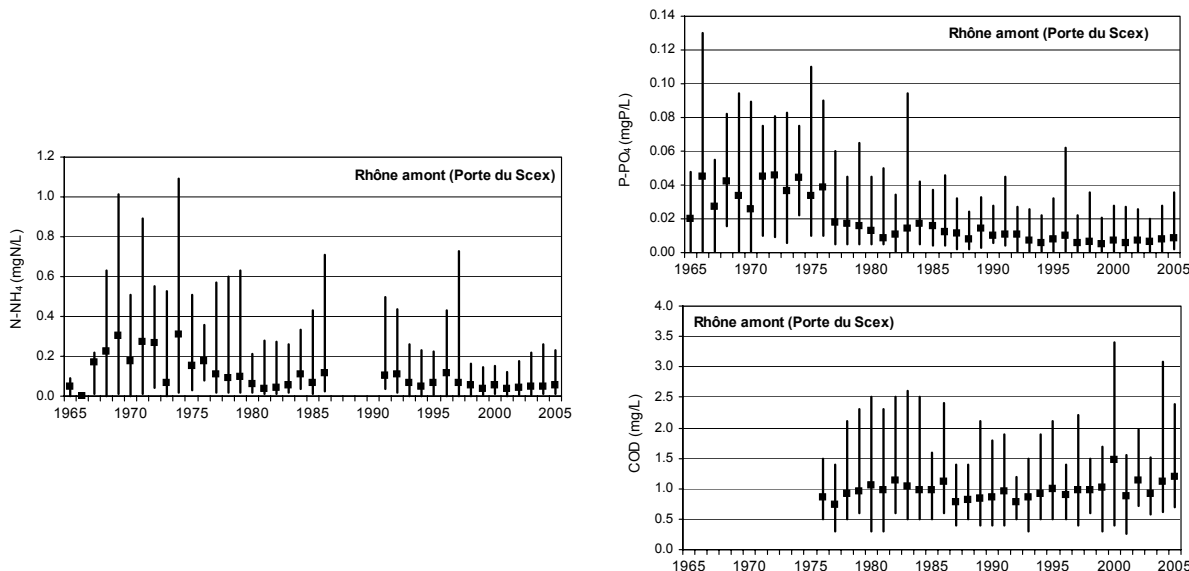 Rhône amont (Porte du Scex)
N-NH4 (mgN/L)
1.2
1.0
0.8
0.6
0.4
0.2
0.0
1965 1970 1975 1980 1985 1990 1995 2000 2005
Rhône amont (Porte du Scex)
P-PO4 (mgP/L)
0.14
0.12
0.10
0.08
0.06
0.04
0.02
0.00
1965 1970 1975 1980 1985 1990 1995 2000 2005
Rhône amont (Porte du Scex)
COD (mg/L)
4.0
3.5
3.0
2.5
2.0
1.5
1.0
0.5
0.0
1965 1970 1975 1980 1985 1990 1995 2000 2005